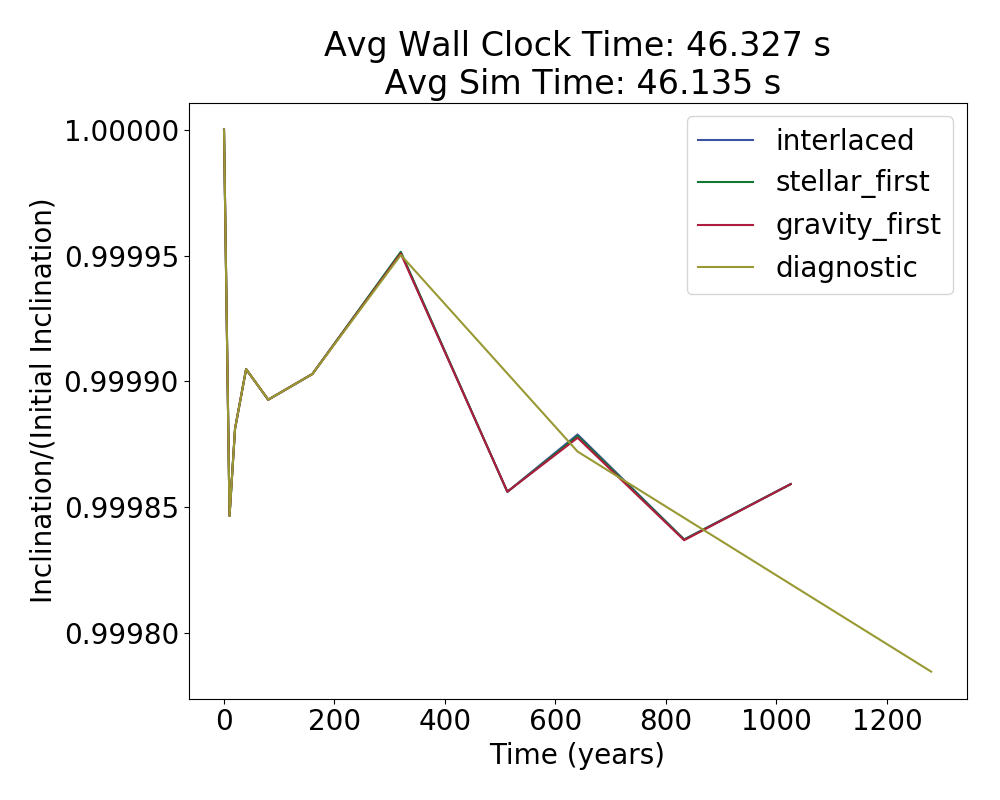 Avg Wall Clock Time: 46.327 s
Avg Sim Time: 46.135 s
1.00000
0.99995
0.99990
0.99985
0.99980
Inclination/(Initial Inclination)
interlaced
stellar_first
gravity_first
diagnostic
0 200 400 600 800 1000 1200
Time (years)